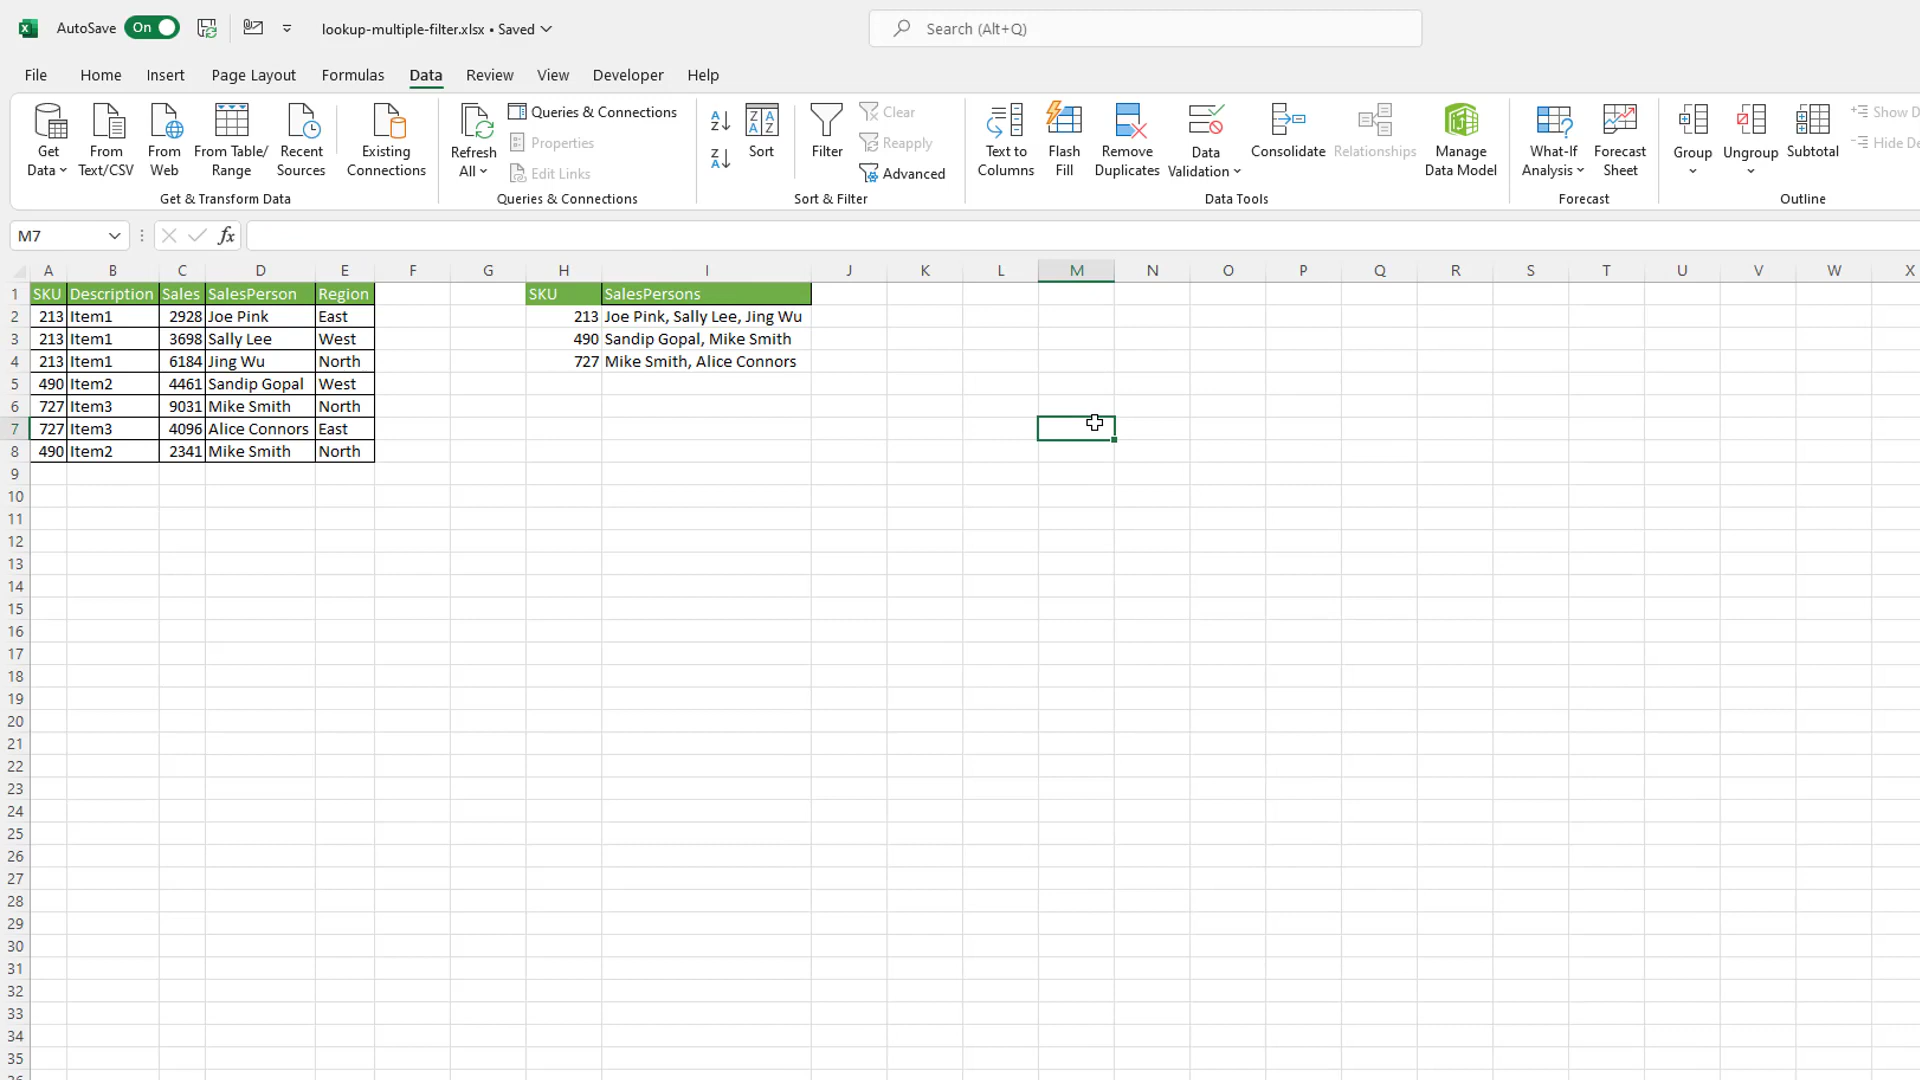 AutoSave On lookup-multiple-filter.xlsx • Saved Search (Alt+Q)
File Home Insert Page Layout Formulas Data Review View Developer Help
Get Data From Text/CSV From Web From Table/ Range Recent Sources Existing Connections
Get & Transform Data
Refresh All Queries & Connections Properties Edit Links
Queries & Connections
A Z Z A Z A A Z Sort Filter Clear Reapply Advanced
Sort & Filter
Text to Columns Flash Fill Remove Duplicates Data Validation Consolidate Relationships Manage Data Model
Data Tools
What-If Analysis Forecast Sheet
Forecast
Group Ungroup Subtotal Show D Hide De
Outline
M7 fx
A B C D E F G H I J K L M N O P Q R S T U V W X
1 SKU Description Sales SalesPerson Region SKU SalesPersons
2 213 Item1 2928 Joe Pink East 213 Joe Pink, Sally Lee, Jing Wu
3 213 Item1 3698 Sally Lee West 490 Sandip Gopal, Mike Smith
4 213 Item1 6184 Jing Wu North 727 Mike Smith, Alice Connors
5 490 Item2 4461 Sandip Gopal West
6 727 Item3 9031 Mike Smith North
7 727 Item3 4096 Alice Connors East
8 490 Item2 2341 Mike Smith North
9
10
11
12
13
14
15
16
17
18
19
20
21
22
23
24
25
26
27
28
29
30
31
32
33
34
35